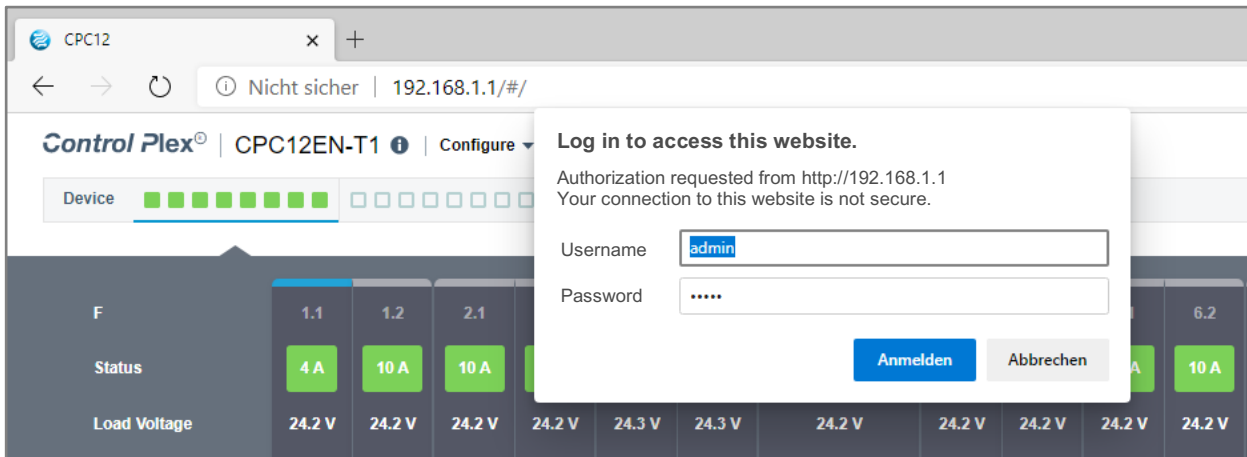 CPC12
Nicht sicher | 192.168.1.1/#/
Control Plex® | CPC12EN-T1 | Configure
Device
Log in to access this website.
Authorization requested from http://192.168.1.1
Your connection to this website is not secure.
Username admin
Password •••••
Anmelden Abbrechen
F 1.1 1.2 2.1 6.2
Status 4 A 10 A 10 A A 10 A
Load Voltage 24.2 V 24.2 V 24.2 V 24.2 V 24.3 V 24.3 V 24.2 V 24.2 V 24.2 V 24.2 V 24.2 V